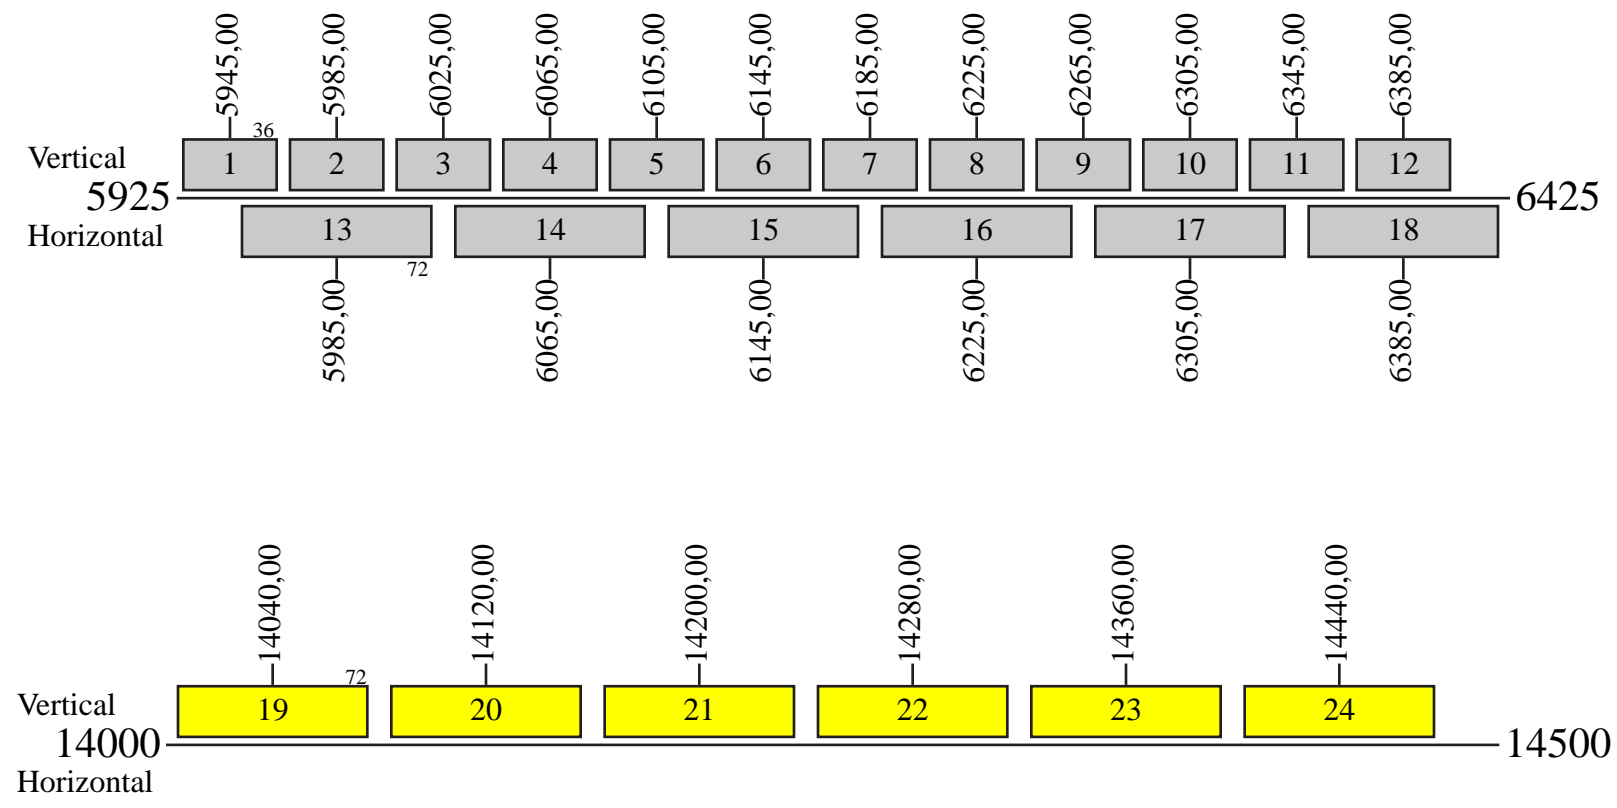 5945,00 5985,00 6025,00 6065,00 6105,00 6145,00 6185,00 6225,00 6265,00 6305,00 6345,00 6385,00
36
Vertical 1 2 3 4 5 6 7 8 9 10 11 12
5925 6425
Horizontal 13 14 15 16 17 18
72
5985,00 6065,00 6145,00 6225,00 6305,00 6385,00
14040,00 14120,00 14200,00 14280,00 14360,00 14440,00
72
Vertical 19 20 21 22 23 24
14000 14500
Horizontal